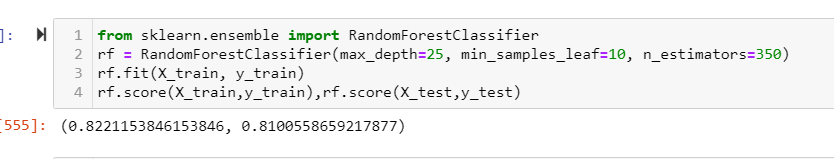 ]:
1 from sklearn.ensemble import RandomForestClassifier
2 rf = RandomForestClassifier(max_depth=25, min_samples_leaf=10, n_estimators=350)
3 rf.fit(X_train, y_train)
4 rf.score(X_train,y_train),rf.score(X_test,y_test)
[555]: (0.8221153846153846, 0.8100558659217877)